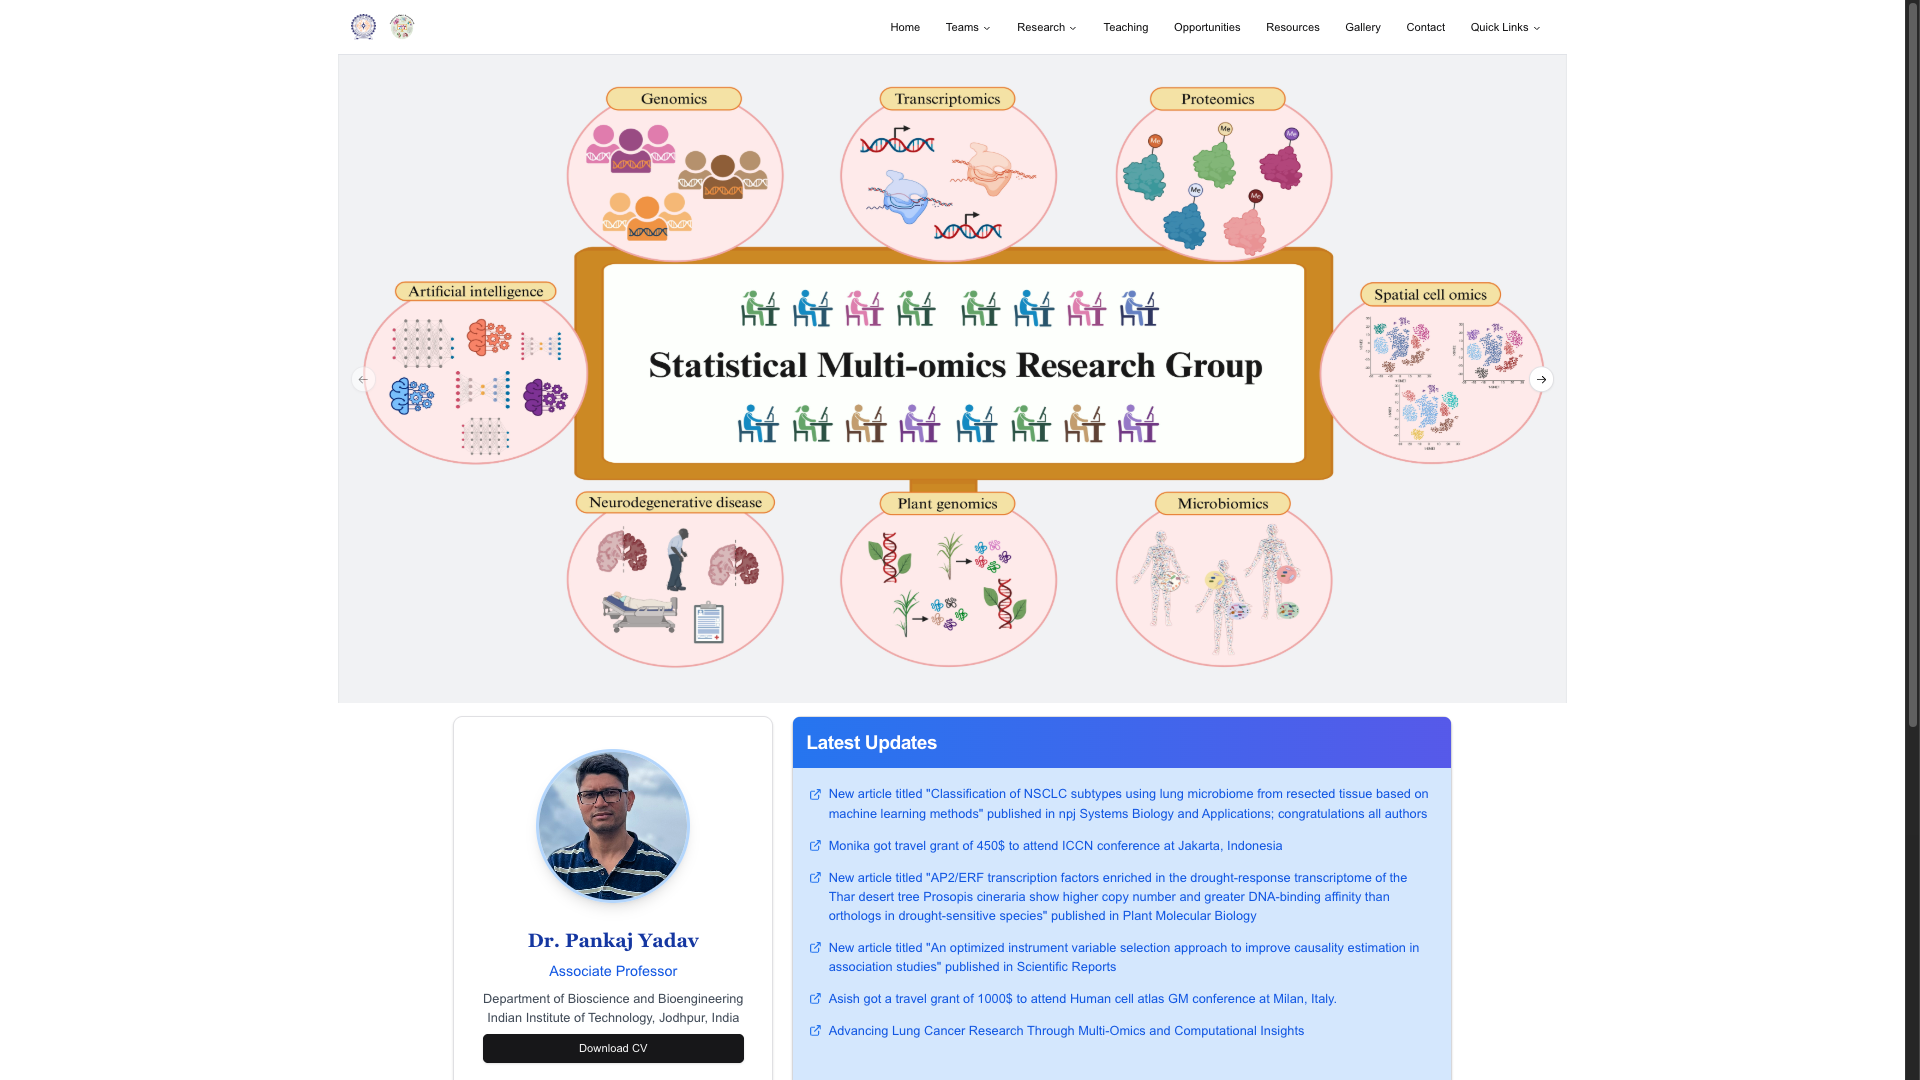 Home Teams Research Teaching Opportunities Resources Gallery Contact Quick Links
Genomics
Transcriptomics
Proteomics
Me
Me
Me
Me
Me
Artificial intelligence
Spatial cell omics
Statistical Multi-omics Research Group
Neurodegenerative disease
Plant genomics
Microbiomics
Dr. Pankaj Yadav
Associate Professor
Department of Bioscience and Bioengineering
Indian Institute of Technology, Jodhpur, India
Download CV
Latest Updates
New article titled "Classification of NSCLC subtypes using lung microbiome from resected tissue based on
machine learning methods" published in npj Systems Biology and Applications; congratulations all authors
Monika got travel grant of 450$ to attend ICCN conference at Jakarta, Indonesia
New article titled "AP2/ERF transcription factors enriched in the drought-response transcriptome of the
Thar desert tree Prosopis cineraria show higher copy number and greater DNA-binding affinity than
orthologs in drought-sensitive species" published in Plant Molecular Biology
New article titled "An optimized instrument variable selection approach to improve causality estimation in
association studies" published in Scientific Reports
Asish got a travel grant of 1000$ to attend Human cell atlas GM conference at Milan, Italy.
Advancing Lung Cancer Research Through Multi-Omics and Computational Insights